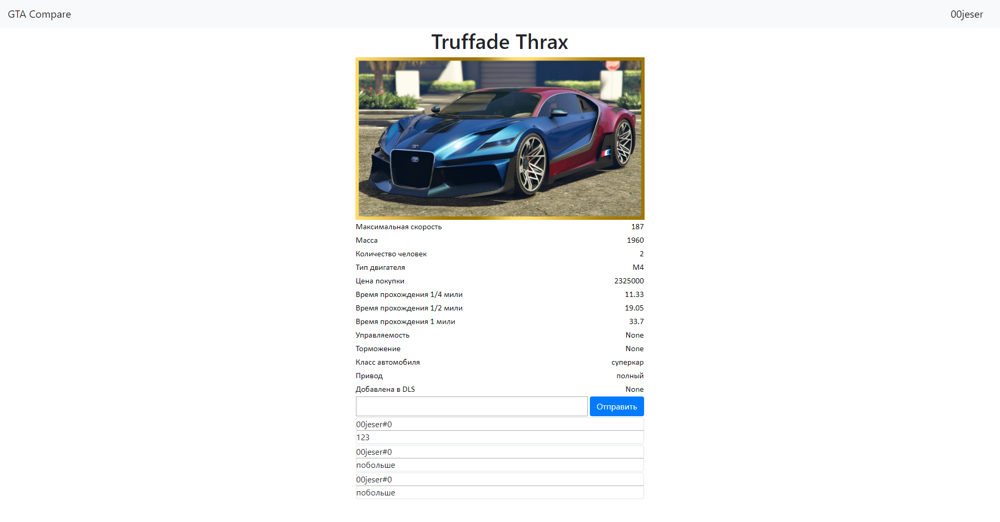 GTA Compare 00jeser
Truffade Thrax
STOP
Максимальная скорость 187
Масса 1960
Количество человек 2
Тип двигателя M4
Цена покупки 2325000
Время прохождения 1/4 мили 11.33
Время прохождения 1/2 мили 19.05
Время прохождения 1 мили 33.7
Управляемость None
Торможение None
Класс автомобиля суперкар
Привод полный
Добавлена в DLS None
Отправить
00jeser#0
123
00jeser#0
побольше
00jeser#0
побольше